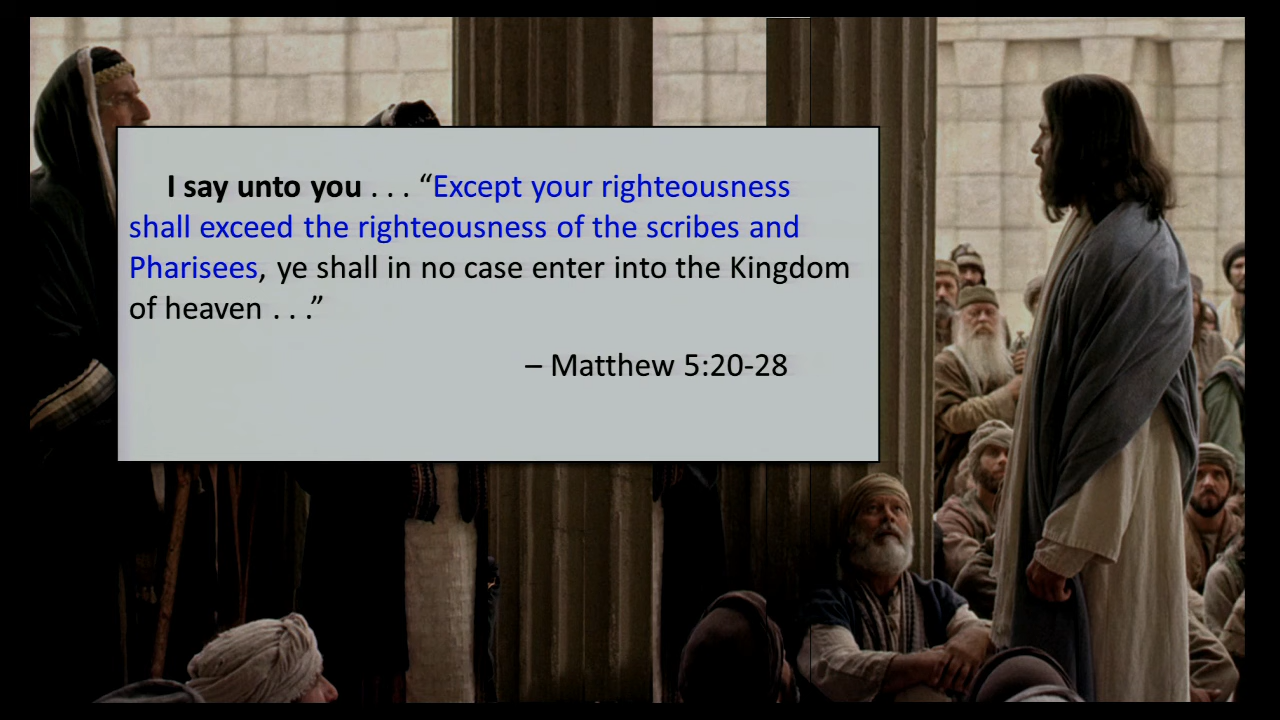 I say unto you . . . “Except your righteousness
shall exceed the righteousness of the scribes and
Pharisees, ye shall in no case enter into the Kingdom
of heaven . . .”
– Matthew 5:20-28